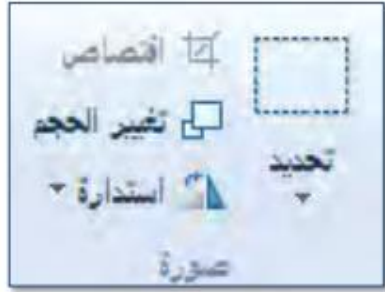 تحديد
اقتصاص
تغيير الحجم
استدارة
صورة